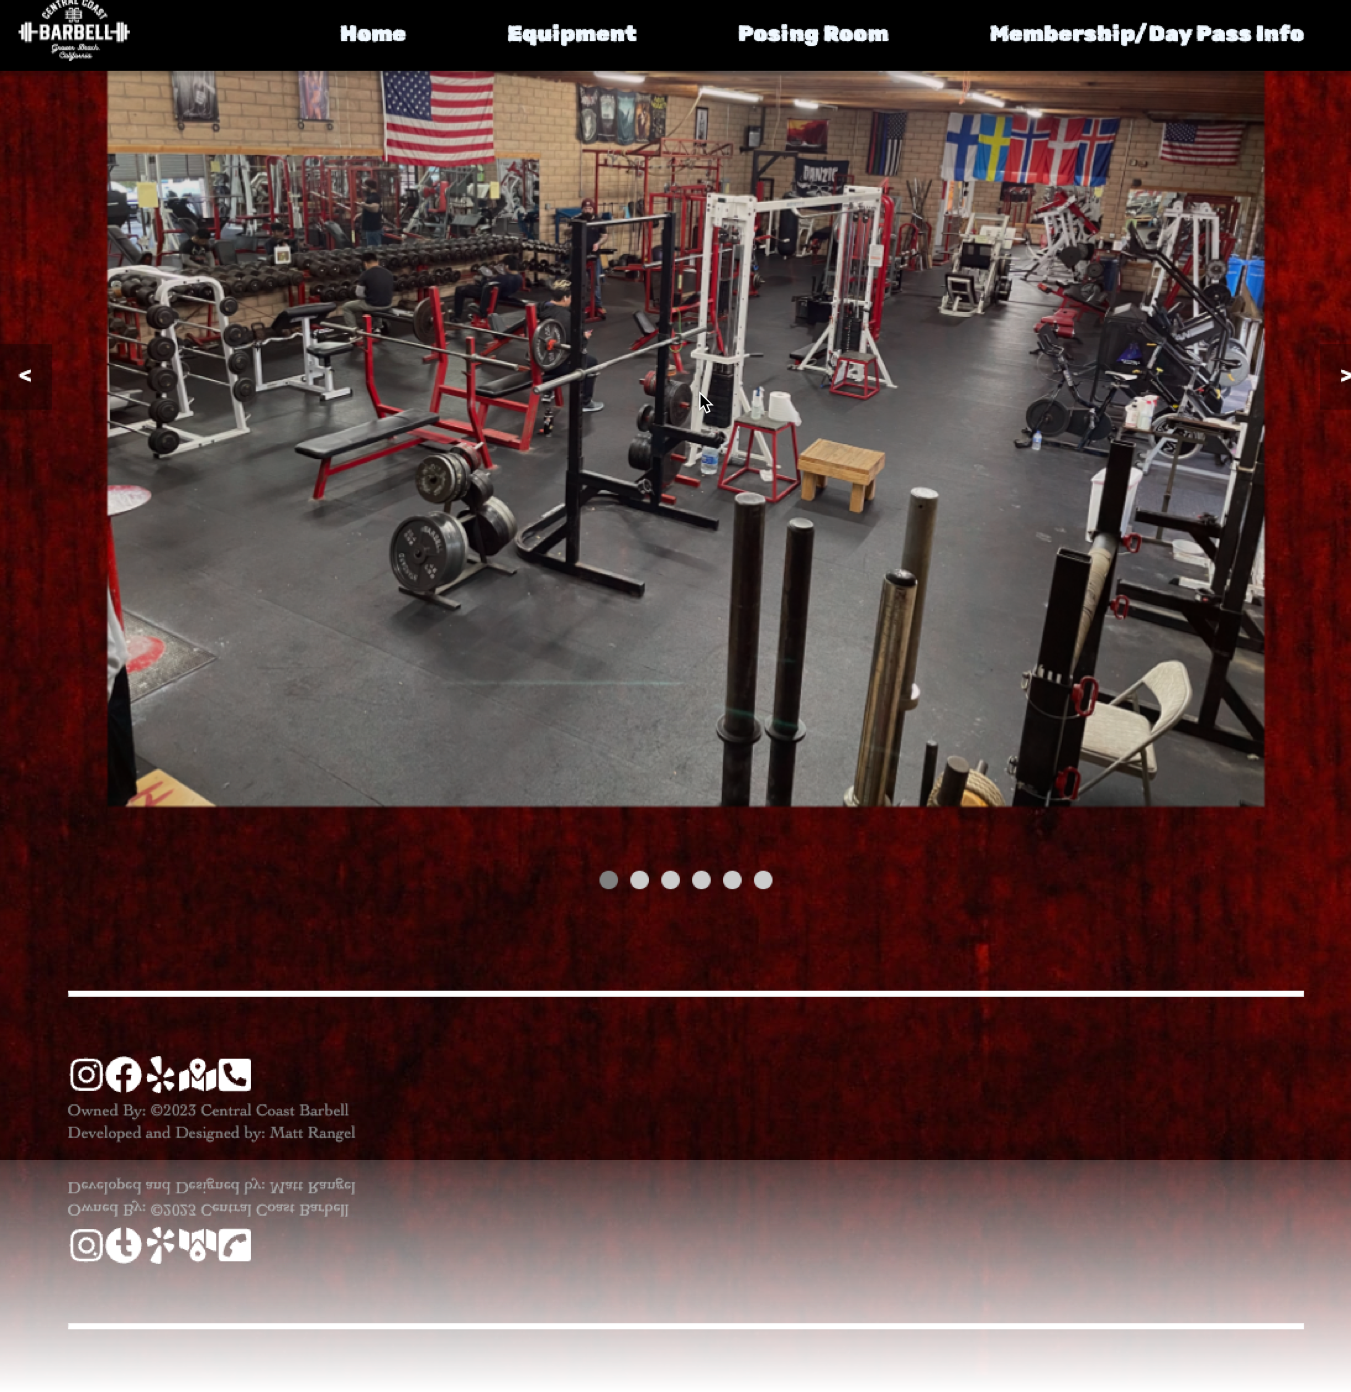 CENTRAL COAST
BARBELL
Grover Beach
California
Home
Equipment
Posing Room
Membership/Day Pass Info
DANZIG
<
>
Owned By: ©2023 Central Coast Barbell
Developed and Designed by: Matt Rangel
Developed and Designed by: Matt Rangel
Owned By: ©2023 Central Coast Barbell